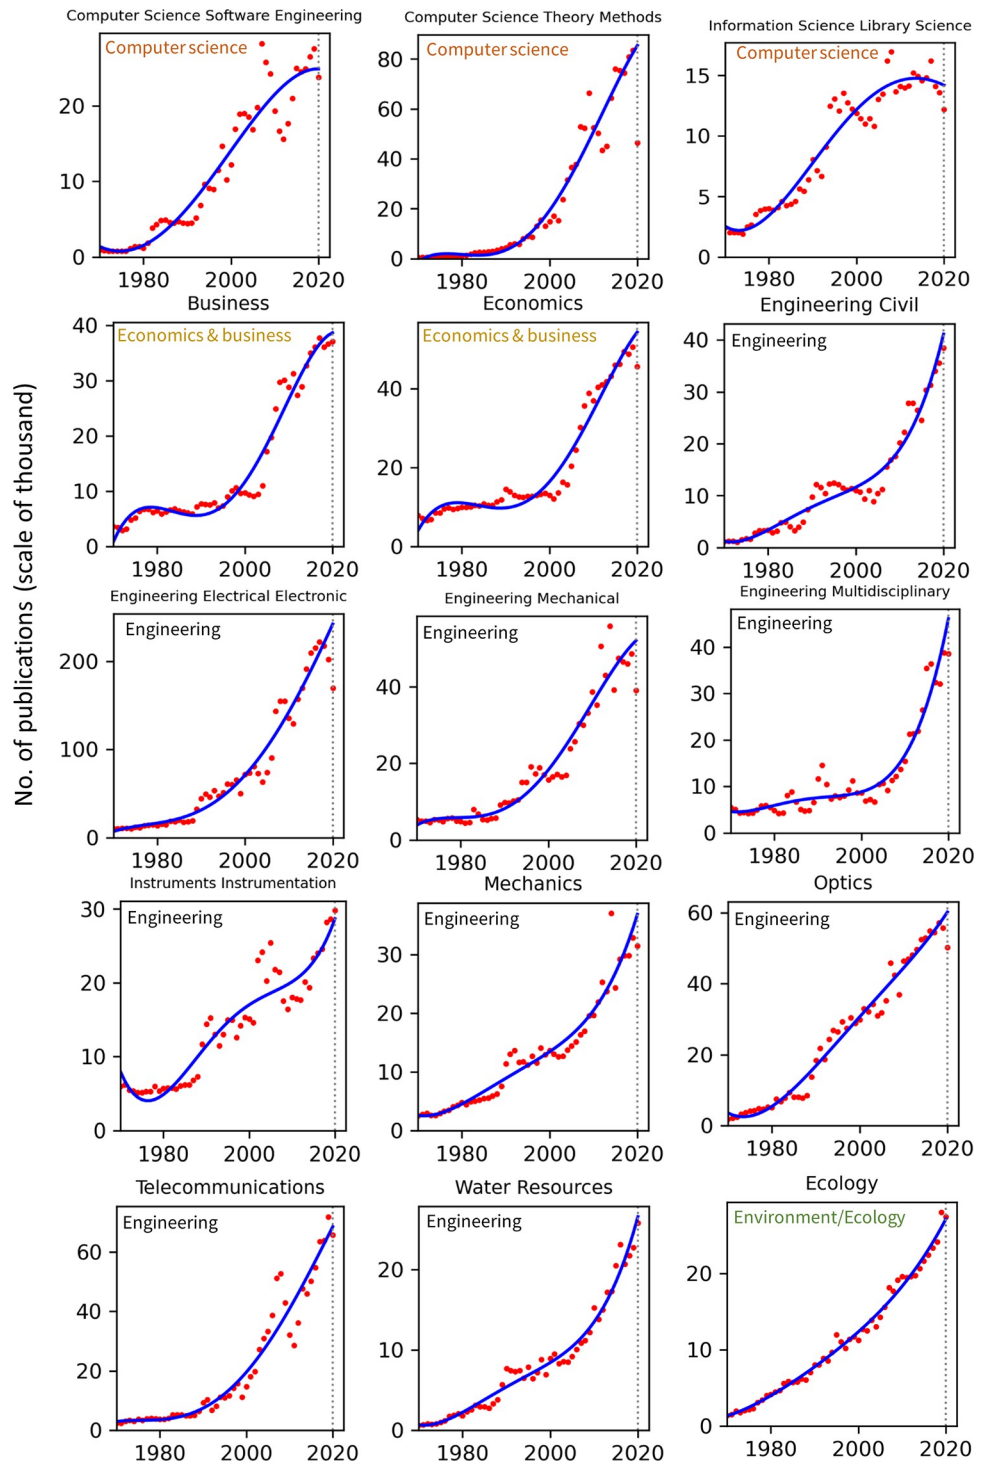 Computer Science Software Engineering
Computer Science Theory Methods
Information Science Library Science
Computer science
Computer science
Computer science
20
10
0
80
60
40
20
0
15
10
5
0
1980 2000 2020
1980 2000 2020
1980 2000 2020
Business
Economics
Engineering Civil
Economics & business
Economics & business
Engineering
40
30
20
10
0
40
20
0
40
30
20
10
0
1980 2000 2020
1980 2000 2020
1980 2000 2020
No. of publications (scale of thousand)
Engineering Electrical Electronic
Engineering Mechanical
Engineering Multidisciplinary
Engineering
Engineering
Engineering
200
100
0
40
20
0
40
30
20
10
0
1980 2000 2020
1980 2000 2020
1980 2000 2020
Instruments Instrumentation
Mechanics
Optics
Engineering
Engineering
Engineering
30
20
10
0
30
20
10
0
60
40
20
0
1980 2000 2020
1980 2000 2020
1980 2000 2020
Telecommunications
Water Resources
Ecology
Engineering
Engineering
Environment/Ecology
60
40
20
0
20
10
0
20
10
0
1980 2000 2020
1980 2000 2020
1980 2000 2020